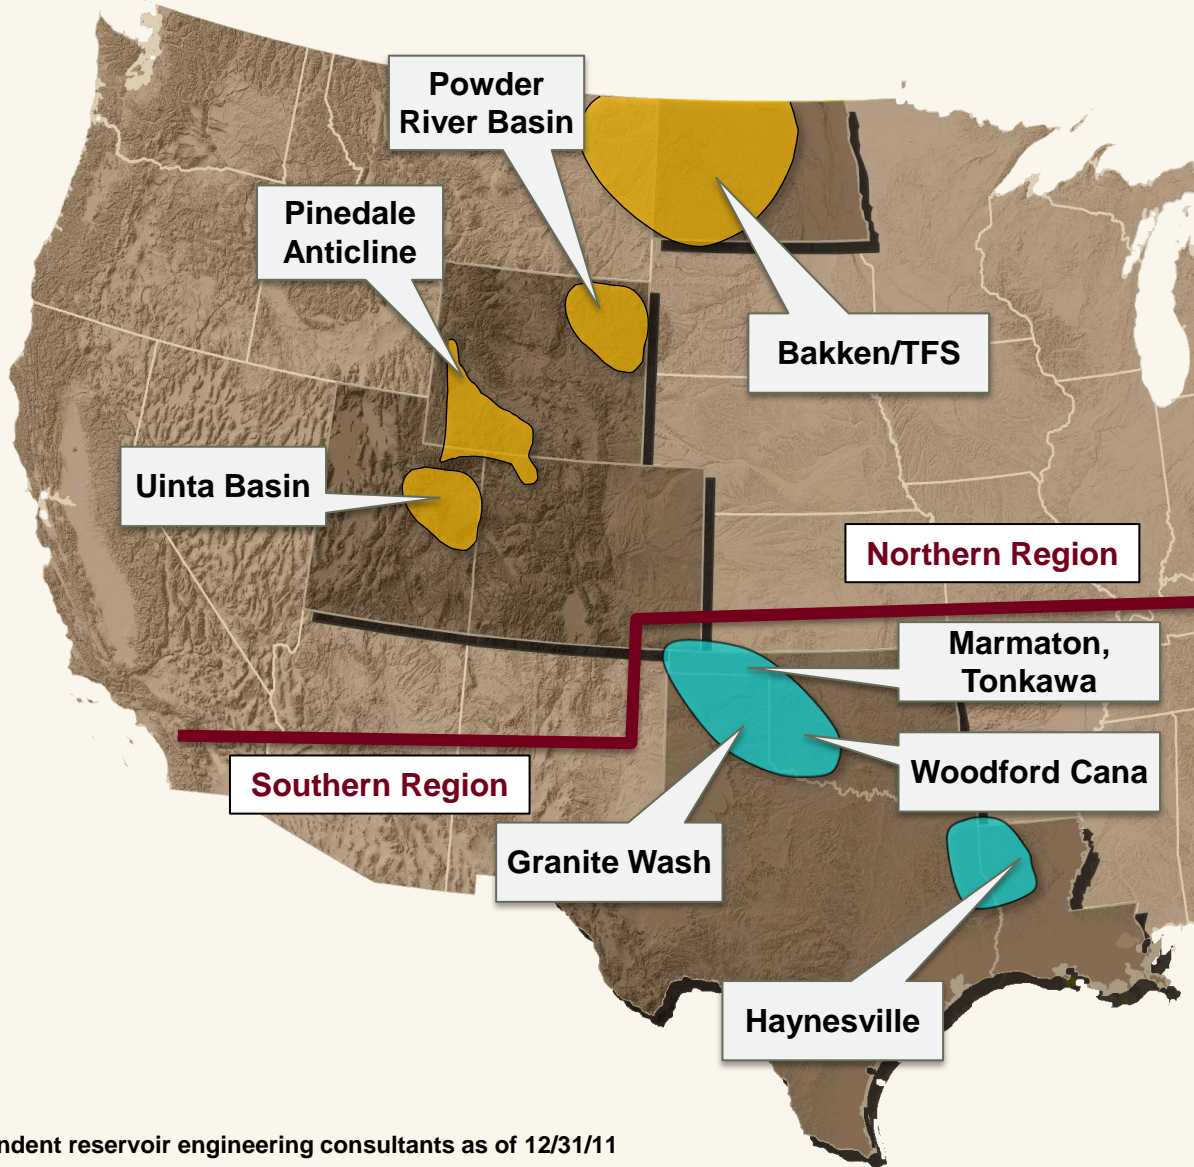 Powder
River Basin
Pinedale
Anticline
Bakken/TFS
Uinta Basin
Northern Region
Marmaton,
Tonkawa
Southern Region
Woodford Cana
Granite Wash
Haynesville
reservoir engineering consultants as of 12/31/11